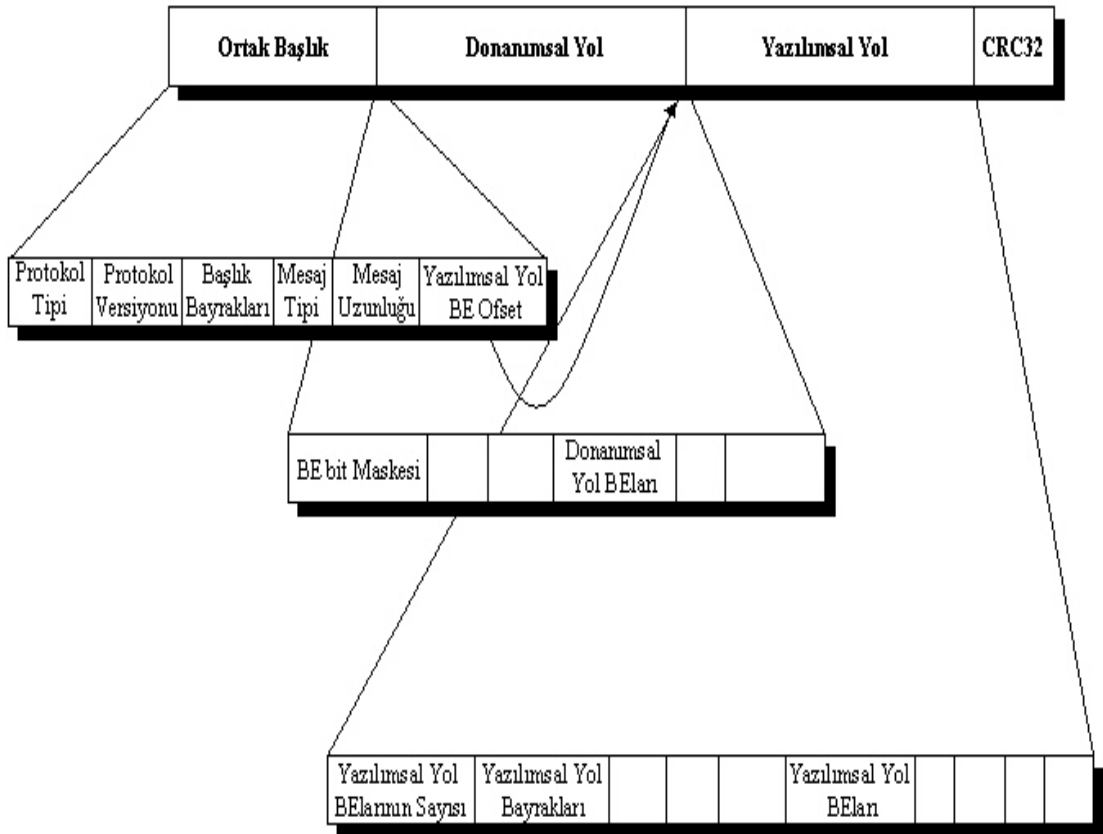 Ortak Başlık
Donanımsal Yol
Yazılımsal Yol
CRC32
Protokol
Tipi
Protokol
Versiyonu
Başlık
Bayrakları
Mesaj
Tipi
Mesaj
Uzunluğu
Yazılımsal Yol
BE Ofset
BE bit Maskesi
Donanımsal
Yol BEları
Yazılımsal Yol
BElarının Sayısı
Yazılımsal Yol
Bayrakları
Yazılımsal Yol
BEları